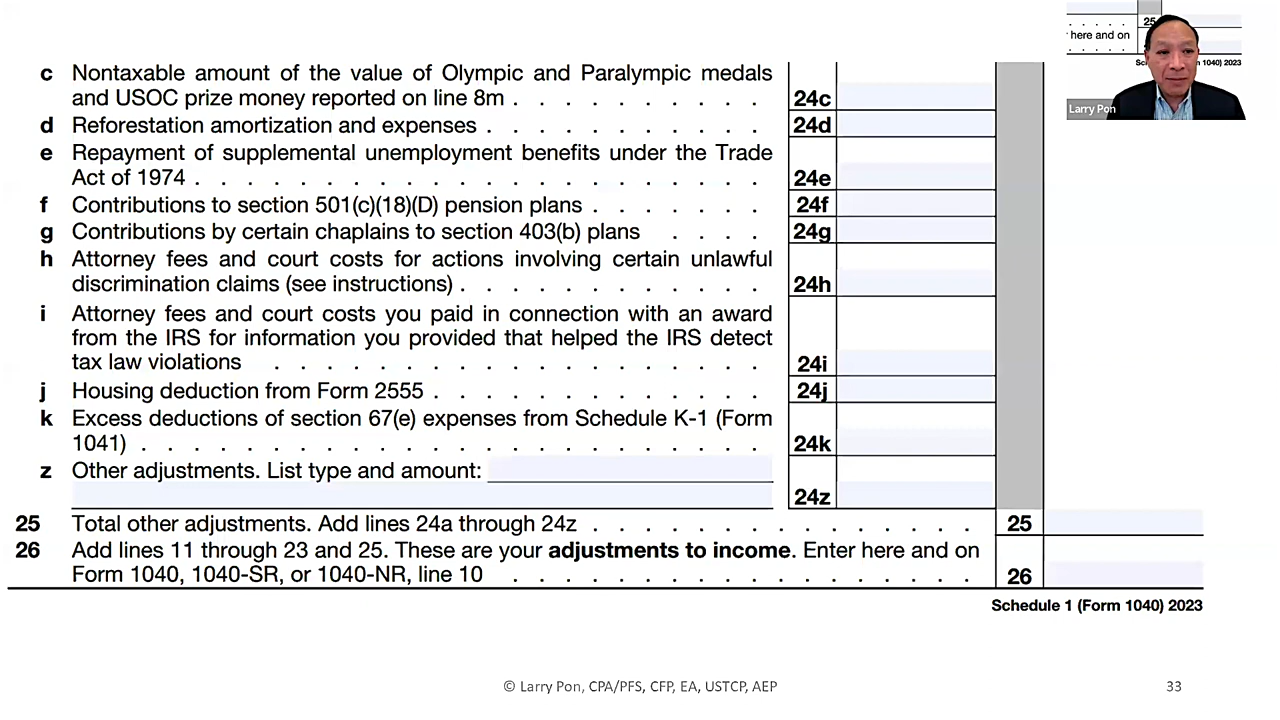 c Nontaxable amount of the value of Olympic and Paralympic medals
and USOC prize money reported on line 8m . . . . . . . . . . 24c
d Reforestation amortization and expenses . . . . . . . . . . . 24d
e Repayment of supplemental unemployment benefits under the Trade
Act of 1974 . . . . . . . . . . . . . . . . . . . . . . 24e
f Contributions to section 501(c)(18)(D) pension plans . . . . . . . 24f
g Contributions by certain chaplains to section 403(b) plans . . . . 24g
h Attorney fees and court costs for actions involving certain unlawful
discrimination claims (see instructions) . . . . . . . . . . . . 24h
i Attorney fees and court costs you paid in connection with an award
from the IRS for information you provided that helped the IRS detect
tax law violations . . . . . . . . . . . . . . . . . . . 24i
j Housing deduction from Form 2555 . . . . . . . . . . . . . 24j
k Excess deductions of section 67(e) expenses from Schedule K-1 (Form
1041) . . . . . . . . . . . . . . . . . . . . . . . . 24k
z Other adjustments. List type and amount:
24z
25 Total other adjustments. Add lines 24a through 24z . . . . . . . . . . . . . . . . . 25
26 Add lines 11 through 23 and 25. These are your adjustments to income. Enter here and on
Form 1040, 1040-SR, or 1040-NR, line 10 . . . . . . . . . . . . . . . . . . . . . 26
Schedule 1 (Form 1040) 2023
© Larry Pon, CPA/PFS, CFP, EA, USTCP, AEP
33
25
here and on
1040) 2023
Larry Pon